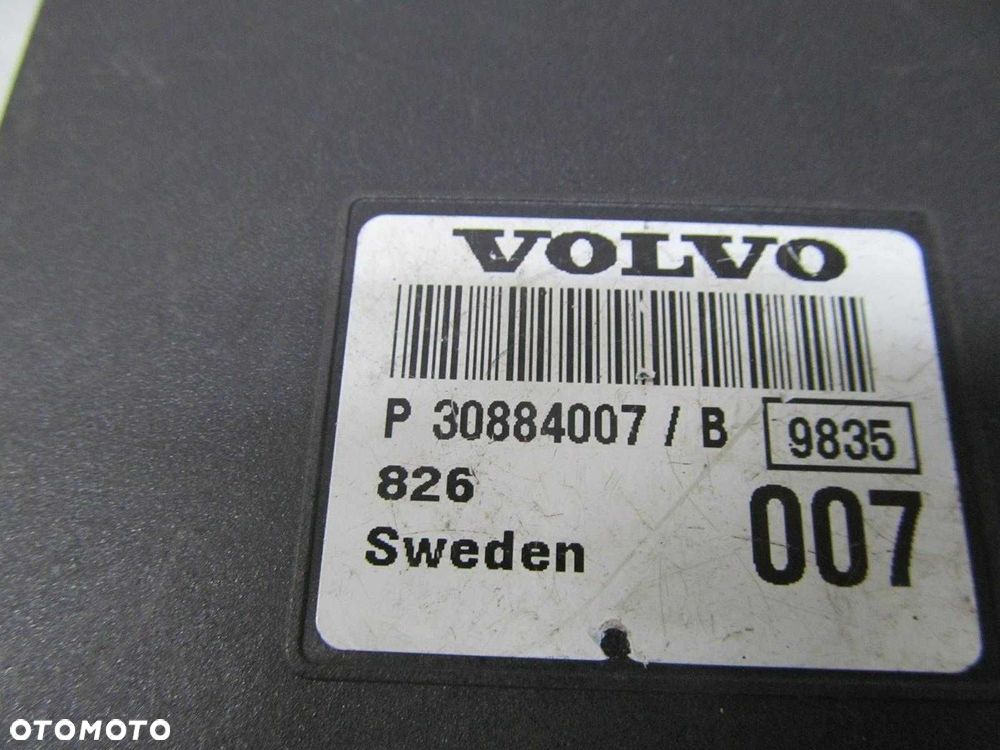 VOLVO
P 30884007 / B 9835
826
007
Sweden
OTOMOTO